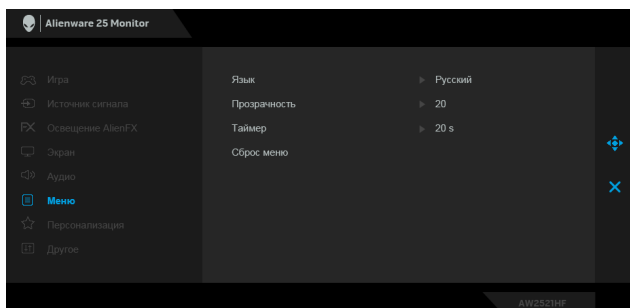 Alienware 25 Monitor
Игра
Источник сигнала
FX Освещение AlienFX
Экран
Аудио
Меню
Персонализация
Другое
Язык Русский
Прозрачность 20
Таймер 20 s
Сброс меню
AW2521HF